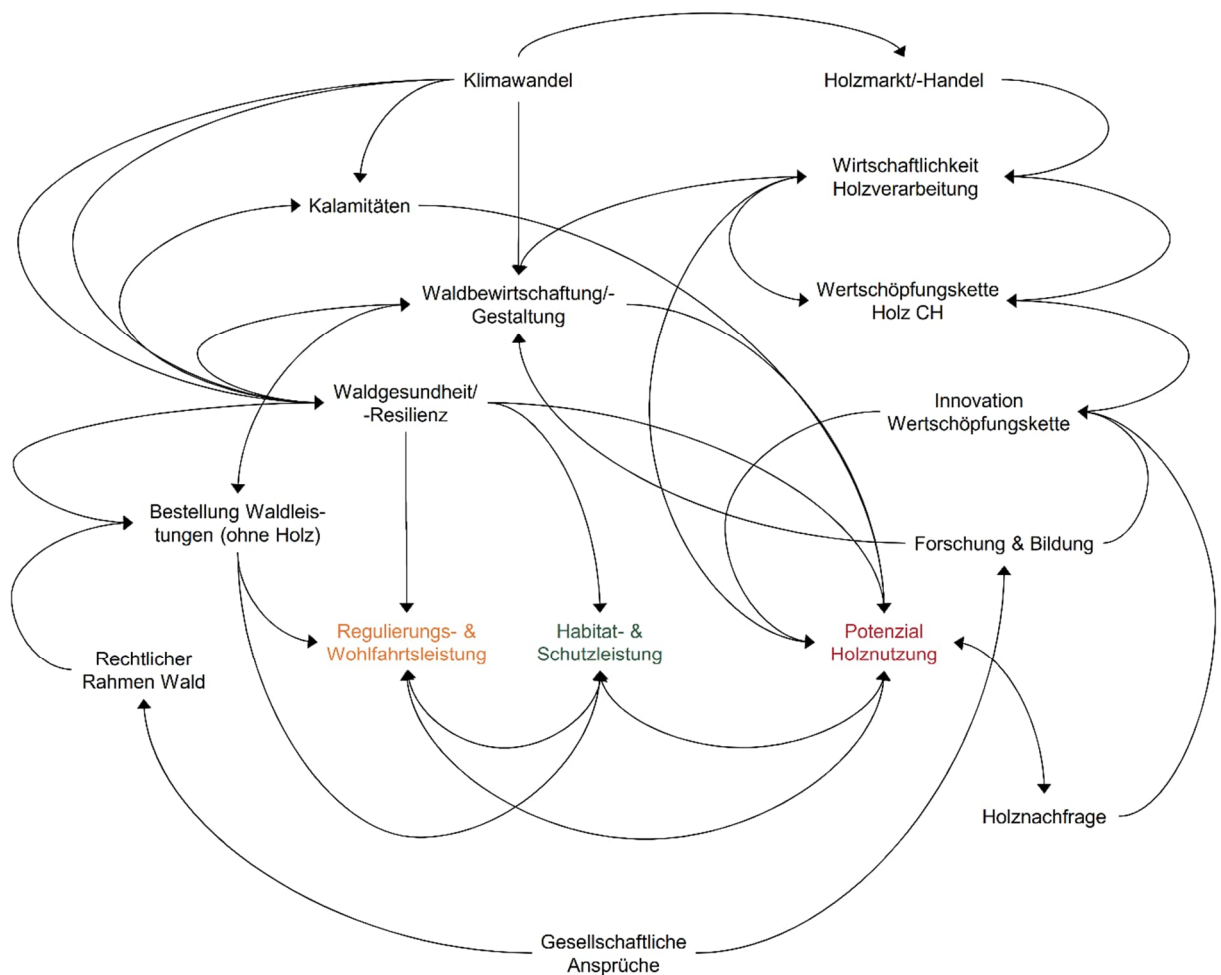 Klimawandel
Holzmarkt/-Handel
Wirtschaftlichkeit
Holzverarbeitung
Kalamitäten
Waldbewirtschaftung/-
Gestaltung
Wertschöpfungskette
Holz CH
Waldgesundheit/
-Resilienz
Innovation
Wertschöpfungskette
Bestellung Waldleis-
tungen (ohne Holz)
Forschung & Bildung
Regulierungs- &
Wohlfahrtsleistung
Habitat- &
Schutzleistung
Potenzial
Holznutzung
Rechtlicher
Rahmen Wald
Holznachfrage
Gesellschaftliche
Ansprüche